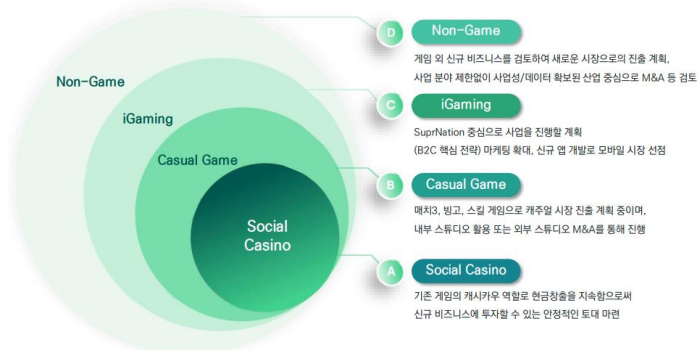 Non-Game
iGaming
Casual Game
Social
Casino
D
Non-Game
게임 외 신규 비즈니스를 검토하여 새로운 시장으로의 진출 계획,
사업 분야 제한없이 사업성/데이터 확보된 산업 중심으로 M&A 등 검토
C
iGaming
SuprNation 중심으로 사업을 진행할 계획
(B2C 핵심 전략) 마케팅 확대, 신규 앱 개발로 모바일 시장 선점
B
Casual Game
매치3, 빙고, 스킬 게임으로 캐주얼 시장 진출 계획 중이며,
내부 스튜디오 활용 또는 외부 스튜디오 M&A를 통해 진행
A
Social Casino
기존 게임의 캐시카우 역할로 현금창출을 지속함으로써
신규 비즈니스에 투자할 수 있는 안정적인 토대 마련